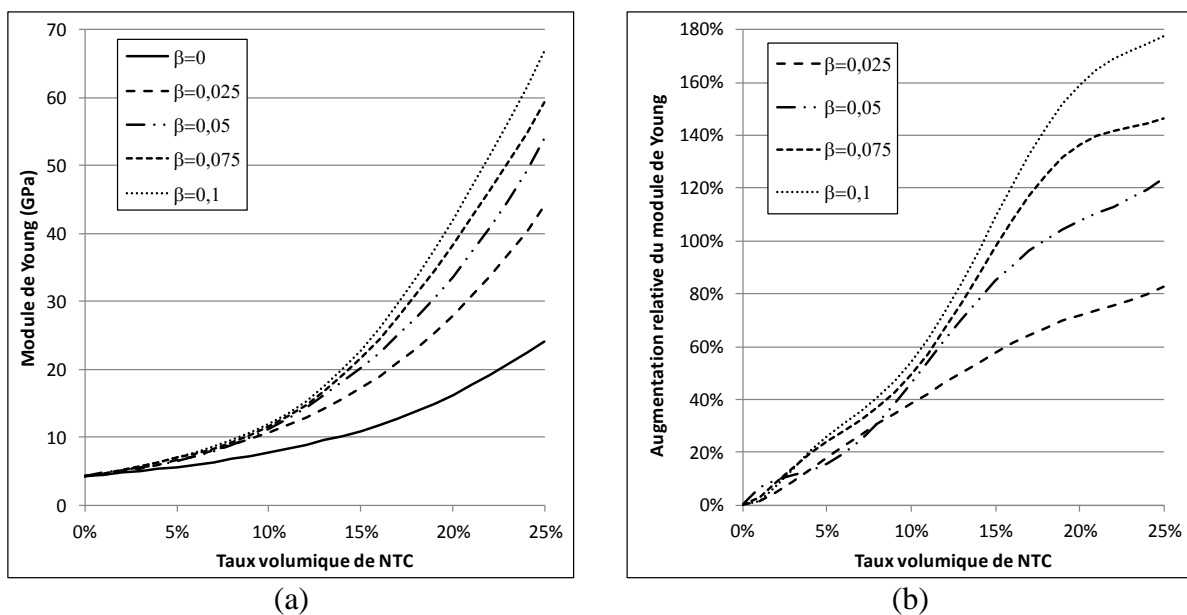 Module de Young (GPa)
70
60
50
40
30
20
10
0
β=0
β=0,025
β=0,05
β=0,075
β=0,1
0%
5%
10%
15%
20%
25%
Taux volumique de NTC
(a)
Augmentation relative du module de Young
180%
160%
140%
120%
100%
80%
60%
40%
20%
0%
β=0,025
β=0,05
β=0,075
β=0,1
0%
5%
10%
15%
20%
25%
Taux volumique de NTC
(b)